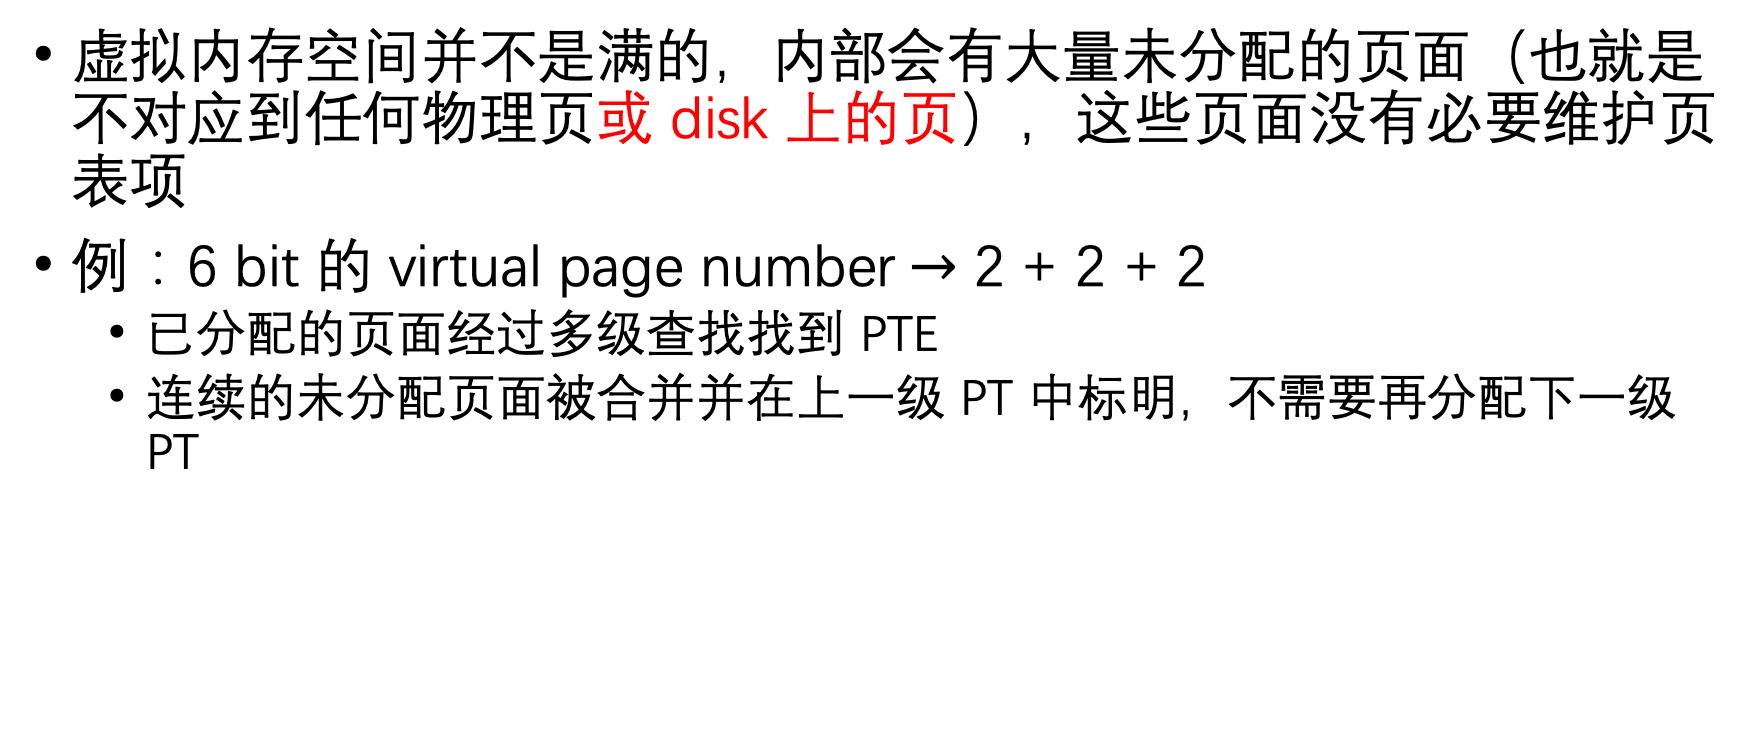 • 虚拟内存空间并不是满的，内部会有大量未分配的页面（也就是
不对应到任何物理页或 disk 上的页），这些页面没有必要维护页
表项
• 例：6 bit 的 virtual page number → 2 + 2 + 2
• 已分配的页面经过多级查找找到 PTE
• 连续的未分配页面被合并并在上一级 PT 中标明，不需要再分配下一级
PT